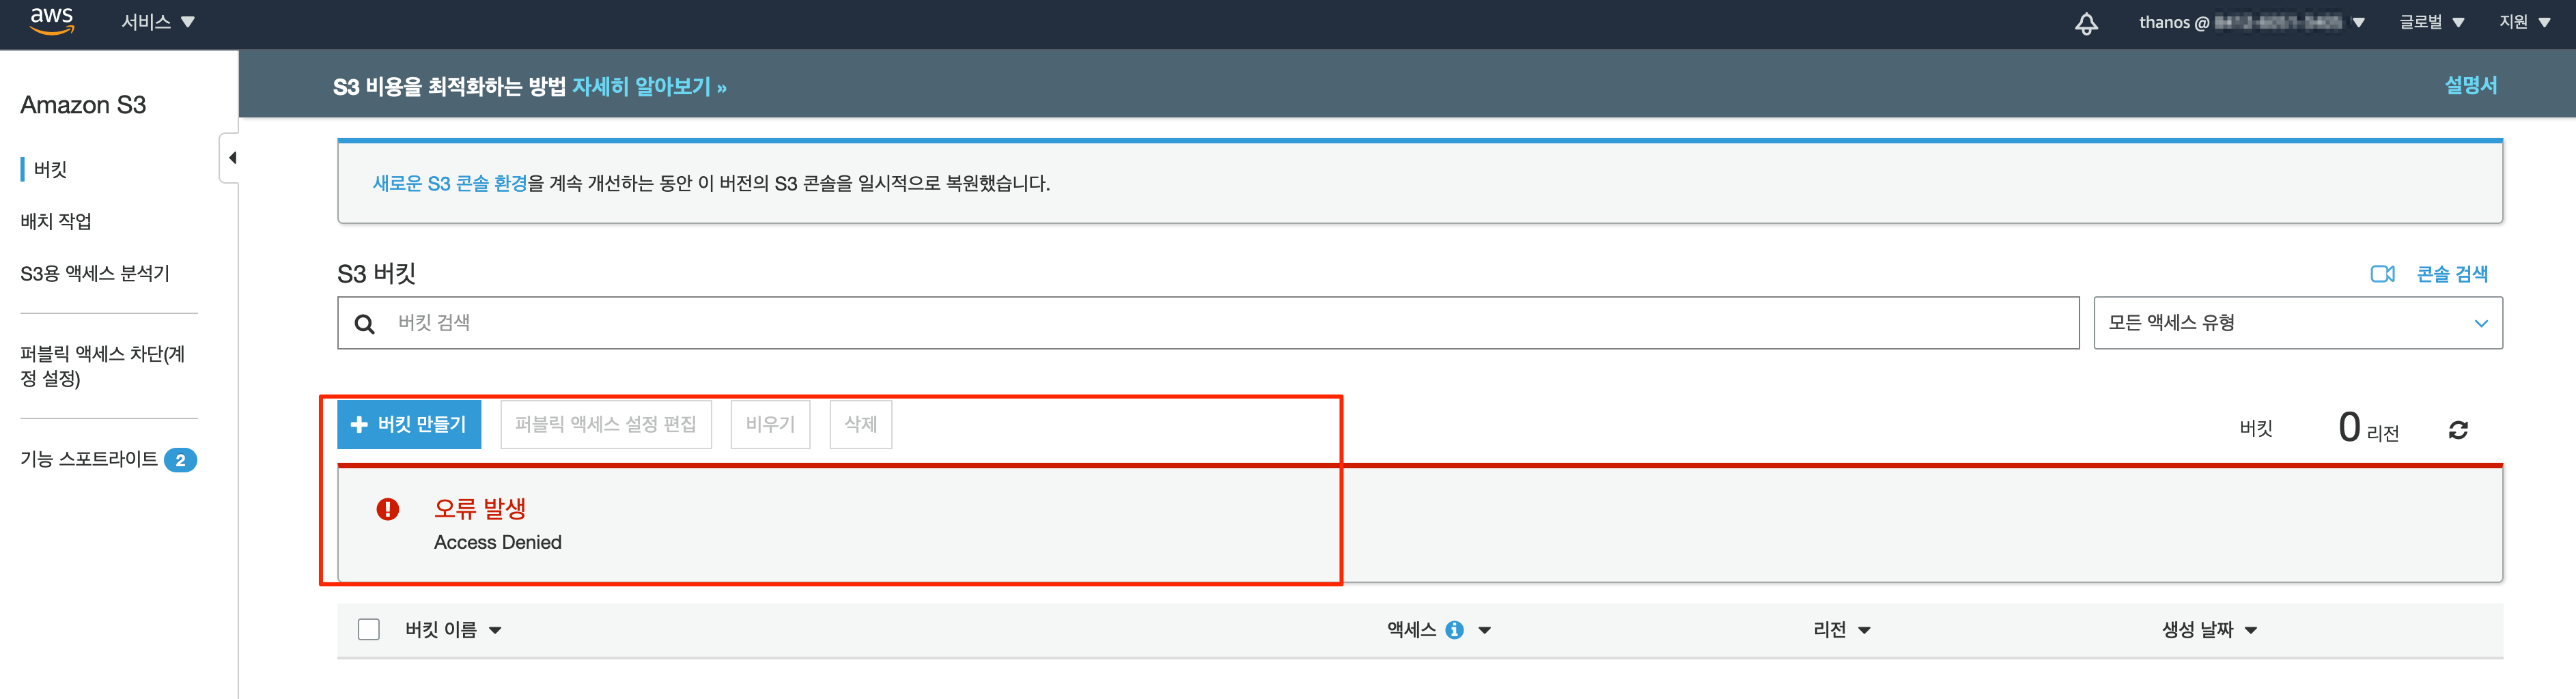 aws
서비스
thanos @
글로벌
지원
Amazon S3
버킷
배치 작업
S3용 액세스 분석기
퍼블릭 액세스 차단(계
정 설정)
기능 스포트라이트 2
S3 비용을 최적화하는 방법 자세히 알아보기 »
설명서
새로운 S3 콘솔 환경을 계속 개선하는 동안 이 버전의 S3 콘솔을 일시적으로 복원했습니다.
S3 버킷
콘솔 검색
버킷 검색
모든 액세스 유형
버킷 만들기
퍼블릭 액세스 설정 편집
비우기
삭제
버킷
0 리전
오류 발생
Access Denied
버킷 이름
액세스
리전
생성 날짜